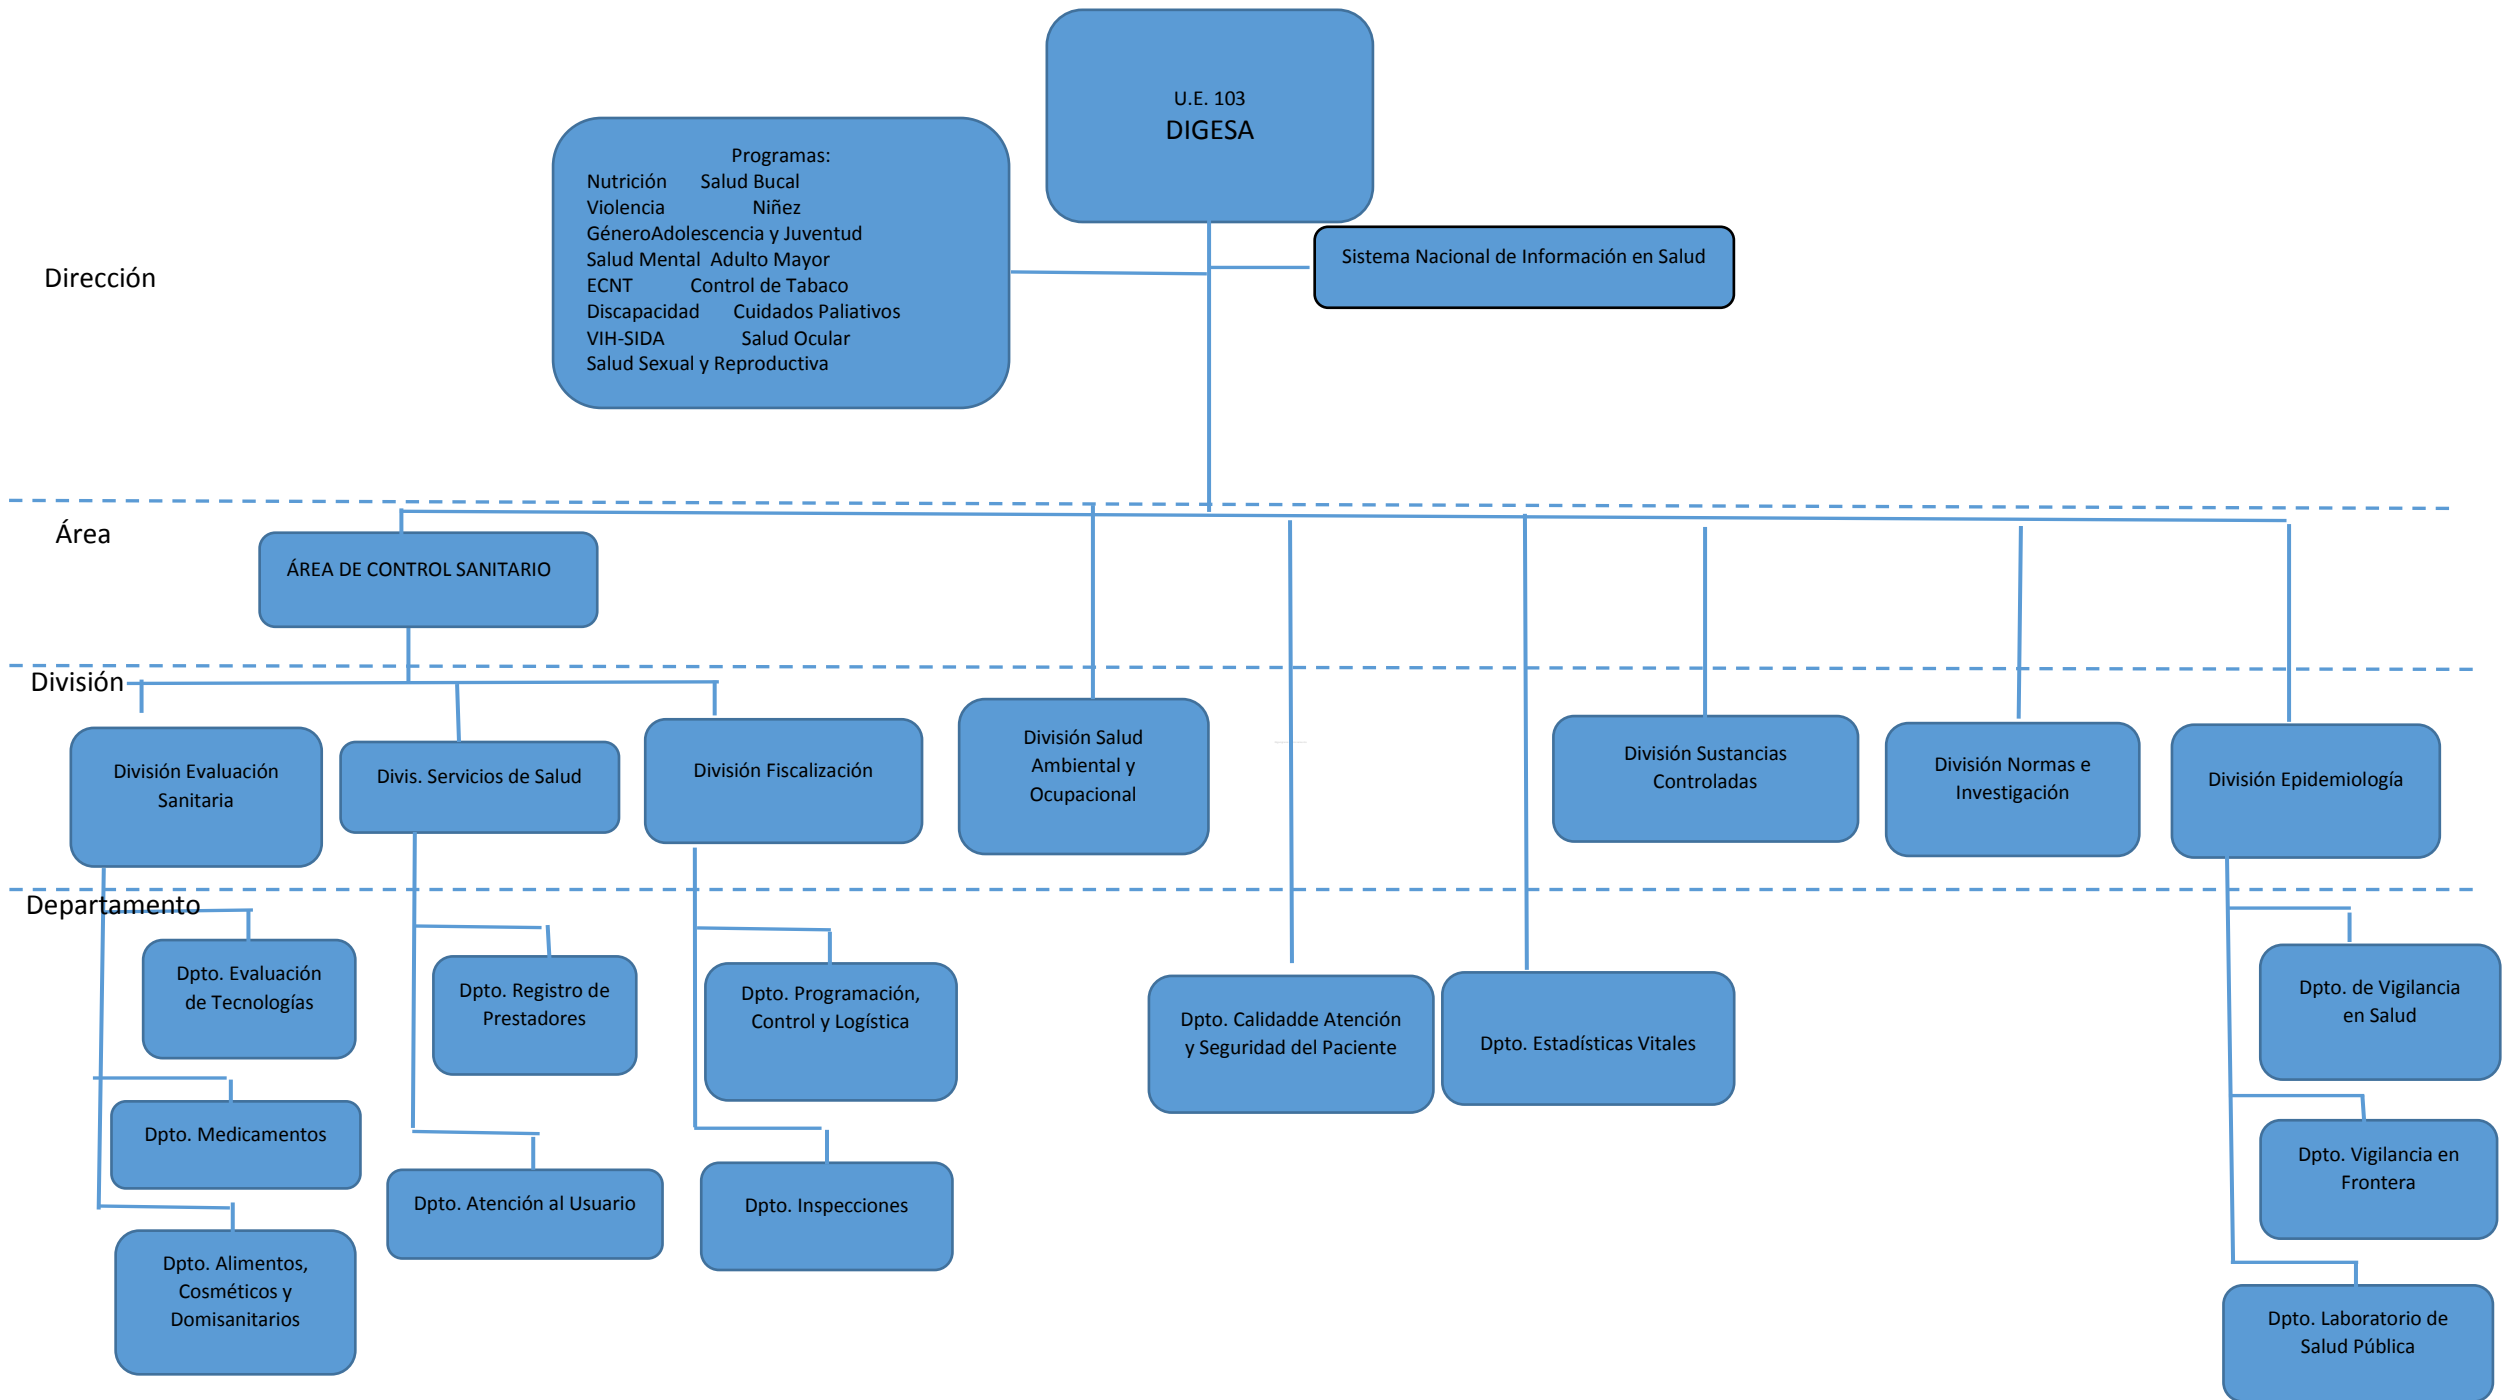 U.E. 103
DIGESA
Programas:
Nutrición Salud Bucal
Violencia Niñez
GéneroAdolescencia y Juventud
Salud Mental Adulto Mayor
ECNT Control de Tabaco
Discapacidad Cuidados Paliativos
VIH-SIDA Salud Ocular
Salud Sexual y Reproductiva
Sistema Nacional de Información en Salud
Dirección
Área
ÁREA DE CONTROL SANITARIO
División
División Evaluación
Sanitaria
Divis. Servicios de Salud
División Fiscalización
División Salud
Ambiental y
Ocupacional
División Sustancias
Controladas
División Normas e
Investigación
División Epidemiología
Departamento
Dpto. Evaluación
de Tecnologías
Dpto. Registro de
Prestadores
Dpto. Programación,
Control y Logística
Dpto. Calidadde Atención
y Seguridad del Paciente
Dpto. Estadísticas Vitales
Dpto. de Vigilancia
en Salud
Dpto. Medicamentos
Dpto. Atención al Usuario
Dpto. Inspecciones
Dpto. Vigilancia en
Frontera
Dpto. Alimentos,
Cosméticos y
Domisanitarios
Dpto. Laboratorio de
Salud Pública